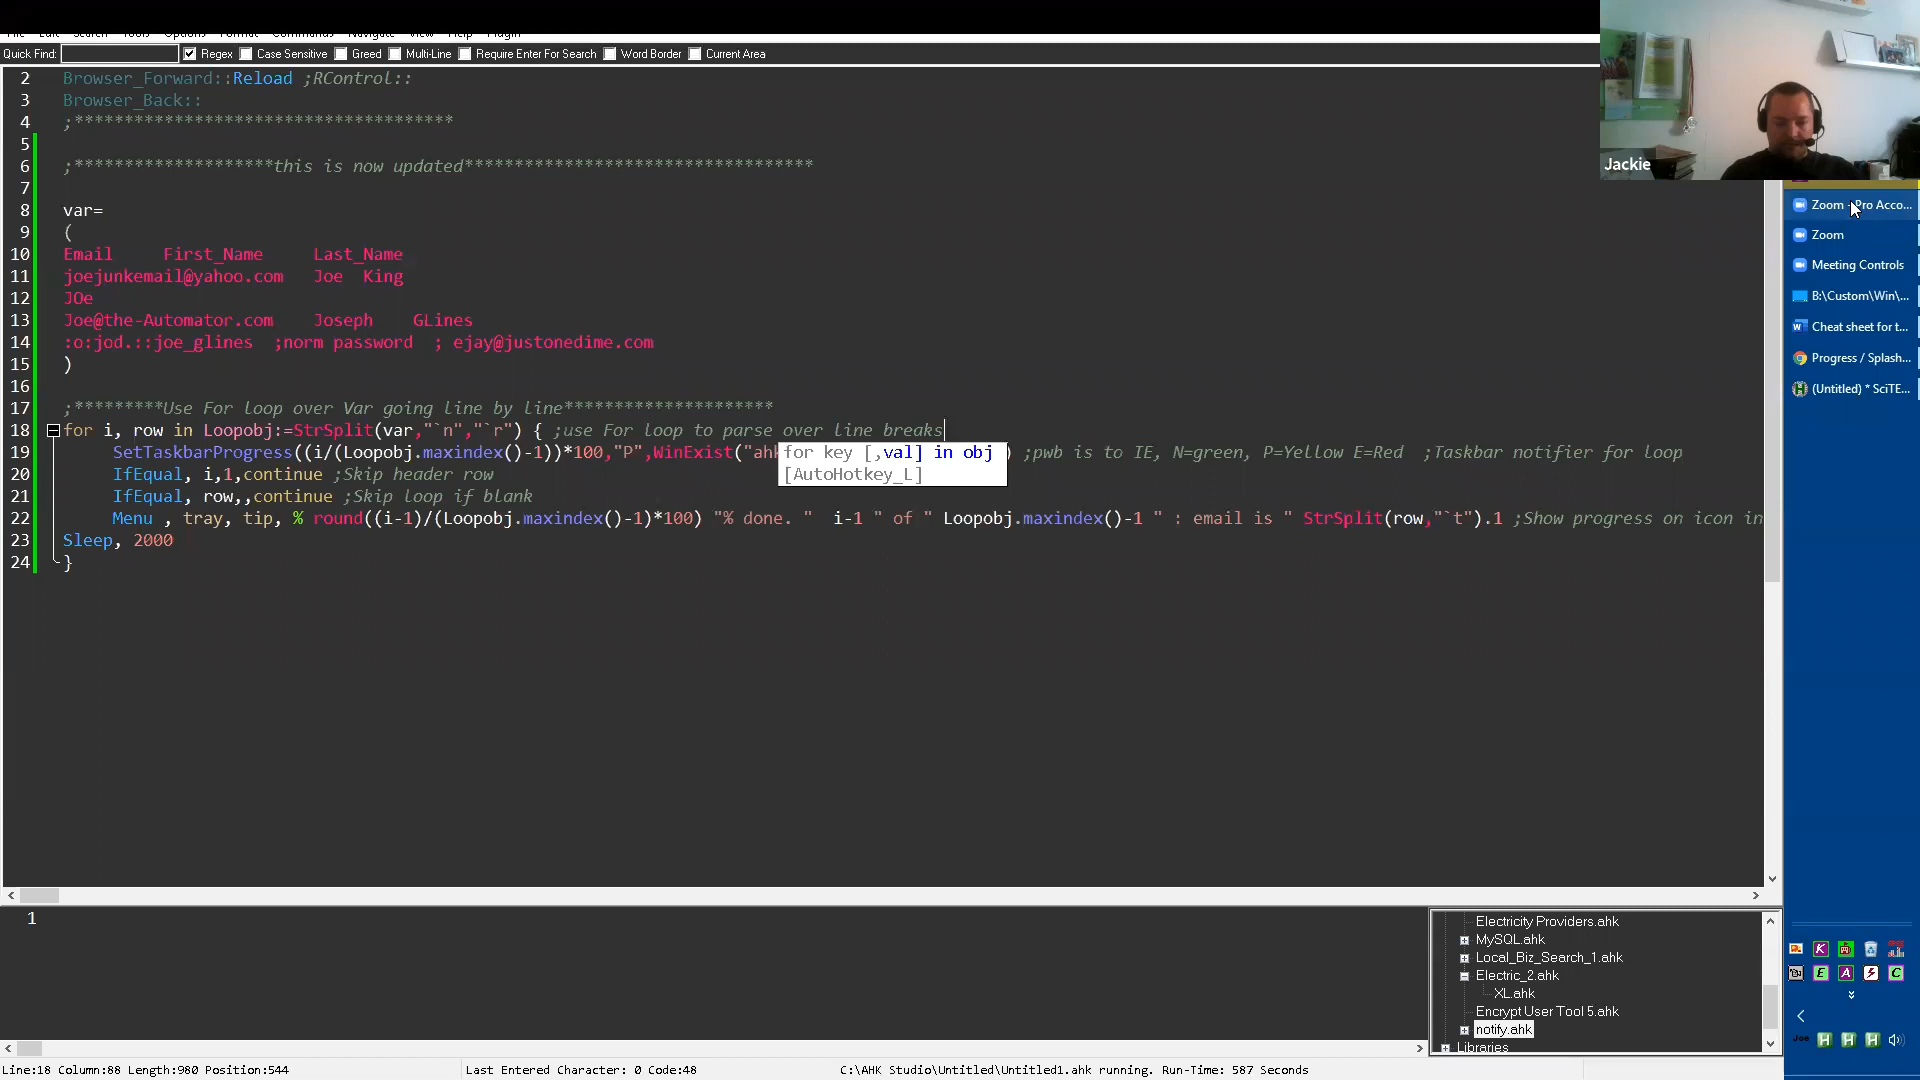 Quick Find: Regex Case Sensitive Greed Multi-Line Require Enter For Search Word Border Current Area
2 Browser_Forward::Reload ;RControl::
3 Browser_Back::
4 ;**************************************
5
6 ;********************this is now updated***********************************
7
8 var=
9 (
10 Email First_Name Last_Name
11 joejunkemail@yahoo.com Joe King
12 JOe
13 Joe@the-Automator.com Joseph GLines
14 :o:jod.::joe_glines ;norm password ; ejay@justonedime.com
15 )
16
17 ;*********Use For loop over Var going line by line*********************
18 for i, row in Loopobj:=StrSplit(var,"`n","`r") { ;use For loop to parse over line breaks
19 SetTaskbarProgress((i/(Loopobj.maxindex()-1))*100,"P",WinExist("ahk ) ;pwb is to IE, N=green, P=Yellow E=Red ;Taskbar notifier for loop
for key [,val] in obj
[AutoHotkey_L]
20 IfEqual, i,1,continue ;Skip header row
21 IfEqual, row,,continue ;Skip loop if blank
22 Menu , tray, tip, % round((i-1)/(Loopobj.maxindex()-1)*100) "% done. " i-1 " of " Loopobj.maxindex()-1 " : email is " StrSplit(row,"`t").1 ;Show progress on icon in
23 Sleep, 2000
24 }
Jackie
Zoom - Pro Acco...
Zoom
Meeting Controls
B:\Custom\Win\...
Cheat sheet for t...
Progress / Splash...
(Untitled) * SciTE...
1
Electricity Providers.ahk
MySQL.ahk
Local_Biz_Search_1.ahk
Electric_2.ahk
XL.ahk
Encrypt User Tool 5.ahk
notify.ahk
Libraries
K
E A C
Joe H H H
Line:18 Column:88 Length:980 Position:544 Last Entered Character: 0 Code:48 C:\AHK Studio\Untitled\Untitled1.ahk running. Run-Time: 587 Seconds